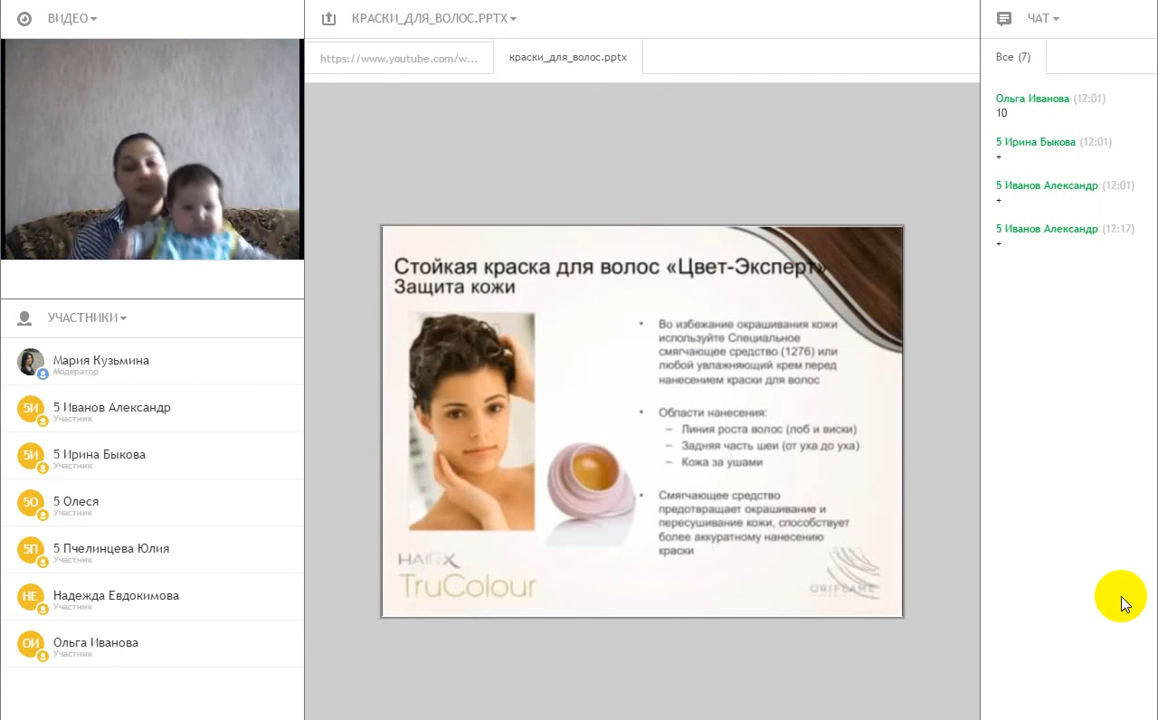 ВИДЕО
УЧАСТНИКИ
Мария Кузьмина
Модератор
5И
5 Иванов Александр
Участник
5И
5 Ирина Быкова
Участник
5О
5 Олеся
Участник
5П
5 Пчелинцева Юлия
Участник
НЕ
Надежда Евдокимова
Участник
ОИ
Ольга Иванова
Участник
КРАСКИ_ДЛЯ_ВОЛОС.PPTX
https://www.youtube.com/w...
краски_для_волос.pptx
Стойкая краска для волос «Цвет-Эксперт»
Защита кожи
• Во избежание окрашивания кожи
используйте Специальное
смягчающее средство (1276) или
любой увлажняющий крем перед
нанесением краски для волос
• Области нанесения:
– Линия роста волос (лоб и виски)
– Задняя часть шеи (от уха до уха)
– Кожа за ушами
• Смягчающее средство
предотвращает окрашивание и
пересушивание кожи, способствует
более аккуратному нанесению
краски
HAIRX
TruColour
ORIFLAME
ЧАТ
Все (7)
Ольга Иванова (12:01)
10
5 Ирина Быкова (12:01)
+
5 Иванов Александр (12:01)
+
5 Иванов Александр (12:17)
+